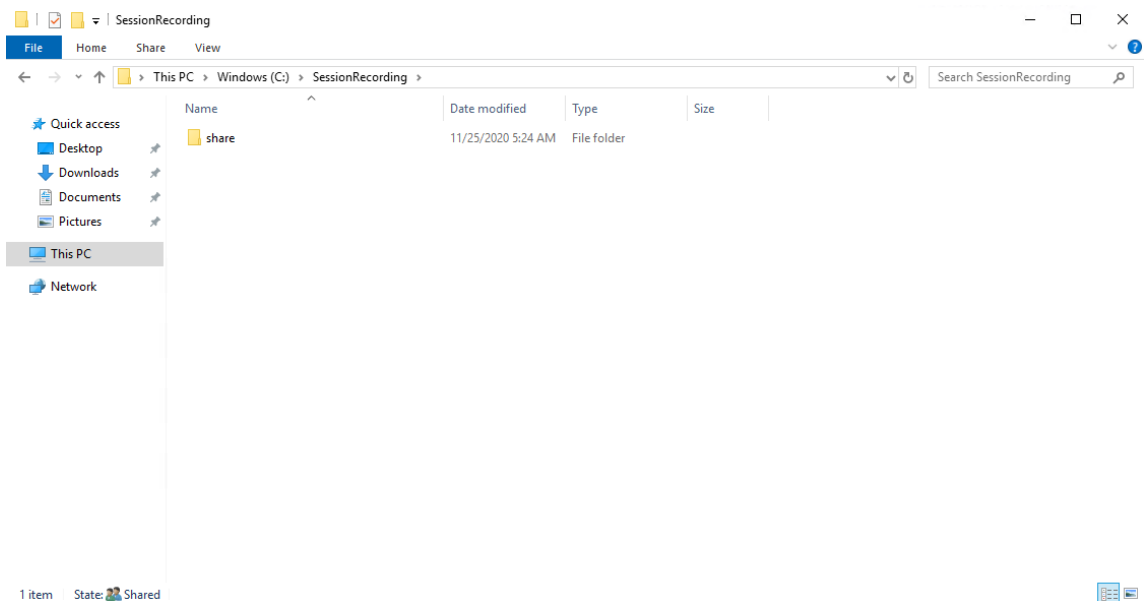 SessionRecording
File Home Share View
This PC > Windows (C:) > SessionRecording >
Search SessionRecording
Name Date modified Type Size
share 11/25/2020 5:24 AM File folder
Quick access
Desktop
Downloads
Documents
Pictures
This PC
Network
1 item State: Shared